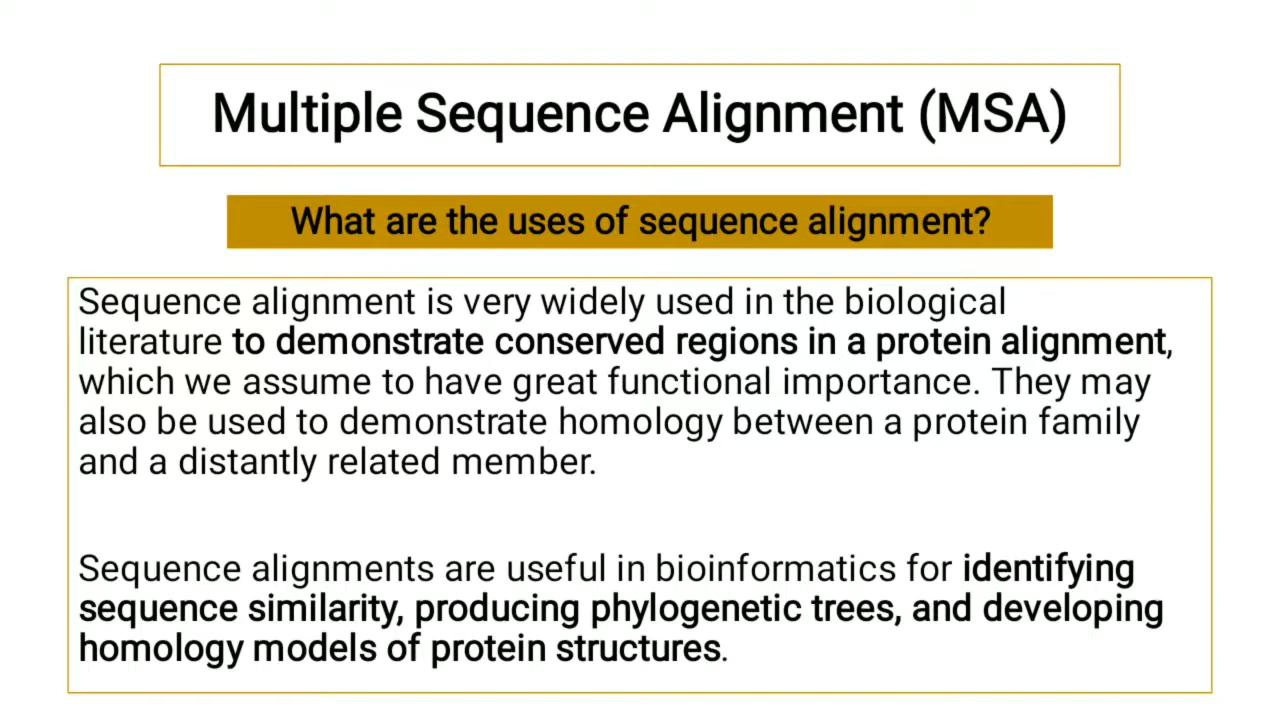 Multiple Sequence Alignment (MSA)
What are the uses of sequence alignment?
Sequence alignment is very widely used in the biological
literature to demonstrate conserved regions in a protein alignment,
which we assume to have great functional importance. They may
also be used to demonstrate homology between a protein family
and a distantly related member.
Sequence alignments are useful in bioinformatics for identifying
sequence similarity, producing phylogenetic trees, and developing
homology models of protein structures.